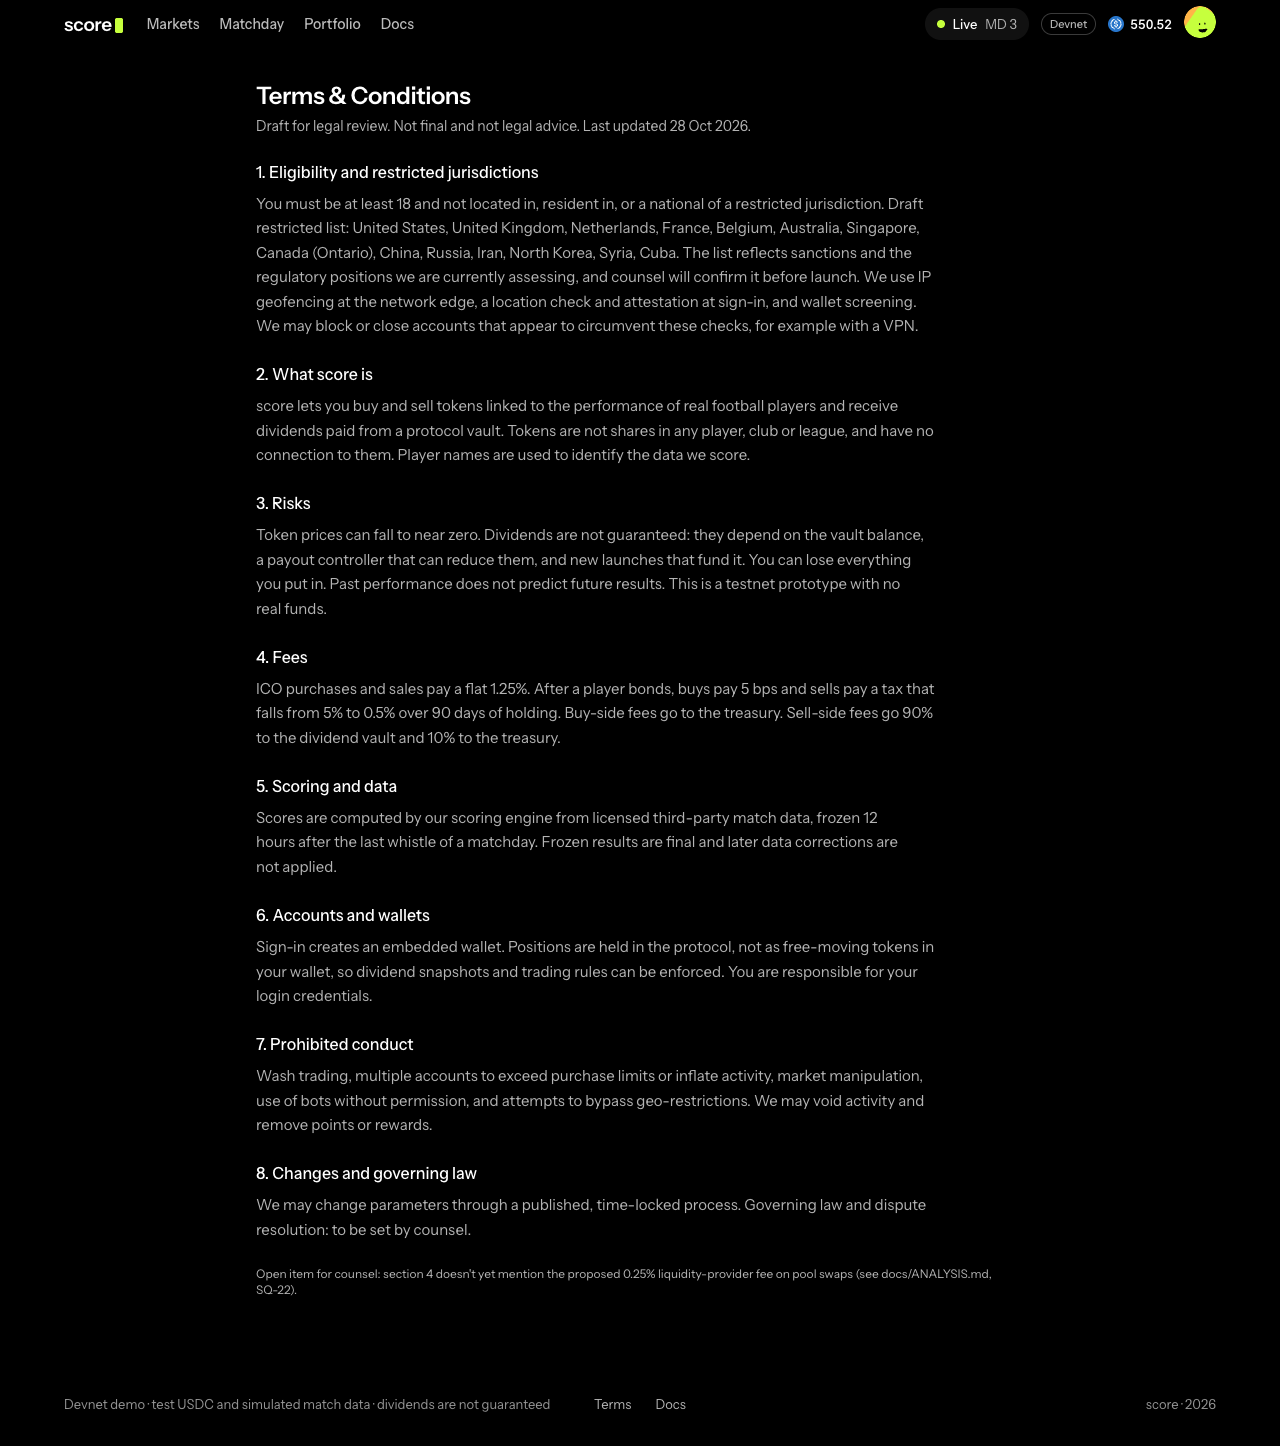 score
Markets
Matchday
Portfolio
Docs
Live MD 3
Devnet
550.52
Terms & Conditions
Draft for legal review. Not final and not legal advice. Last updated 28 Oct 2026.
1. Eligibility and restricted jurisdictions
You must be at least 18 and not located in, resident in, or a national of a restricted jurisdiction. Draft
restricted list: United States, United Kingdom, Netherlands, France, Belgium, Australia, Singapore,
Canada (Ontario), China, Russia, Iran, North Korea, Syria, Cuba. The list reflects sanctions and the
regulatory positions we are currently assessing, and counsel will confirm it before launch. We use IP
geofencing at the network edge, a location check and attestation at sign-in, and wallet screening.
We may block or close accounts that appear to circumvent these checks, for example with a VPN.
2. What score is
score lets you buy and sell tokens linked to the performance of real football players and receive
dividends paid from a protocol vault. Tokens are not shares in any player, club or league, and have no
connection to them. Player names are used to identify the data we score.
3. Risks
Token prices can fall to near zero. Dividends are not guaranteed: they depend on the vault balance,
a payout controller that can reduce them, and new launches that fund it. You can lose everything
you put in. Past performance does not predict future results. This is a testnet prototype with no
real funds.
4. Fees
ICO purchases and sales pay a flat 1.25%. After a player bonds, buys pay 5 bps and sells pay a tax that
falls from 5% to 0.5% over 90 days of holding. Buy-side fees go to the treasury. Sell-side fees go 90%
to the dividend vault and 10% to the treasury.
5. Scoring and data
Scores are computed by our scoring engine from licensed third-party match data, frozen 12
hours after the last whistle of a matchday. Frozen results are final and later data corrections are
not applied.
6. Accounts and wallets
Sign-in creates an embedded wallet. Positions are held in the protocol, not as free-moving tokens in
your wallet, so dividend snapshots and trading rules can be enforced. You are responsible for your
login credentials.
7. Prohibited conduct
Wash trading, multiple accounts to exceed purchase limits or inflate activity, market manipulation,
use of bots without permission, and attempts to bypass geo-restrictions. We may void activity and
remove points or rewards.
8. Changes and governing law
We may change parameters through a published, time-locked process. Governing law and dispute
resolution: to be set by counsel.
Open item for counsel: section 4 doesn't yet mention the proposed 0.25% liquidity-provider fee on pool swaps (see docs/ANALYSIS.md,
SQ-22).
Devnet demo · test USDC and simulated match data · dividends are not guaranteed
Terms
Docs
score · 2026